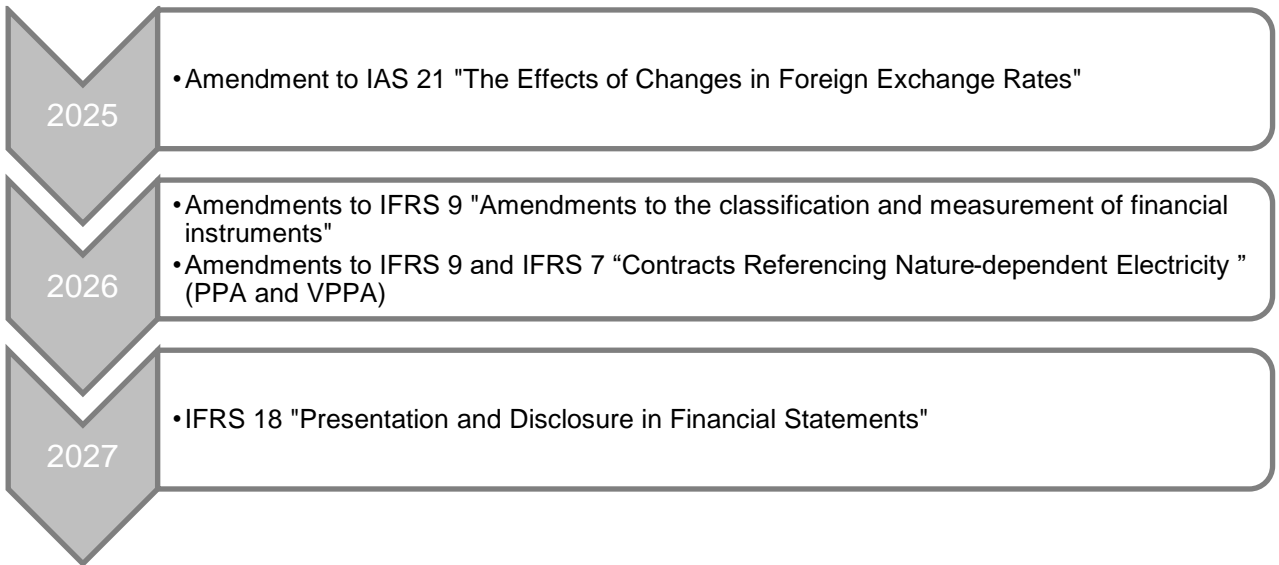 2025
•Amendment to IAS 21 "The Effects of Changes in Foreign Exchange Rates"
2026
•Amendments to IFRS 9 "Amendments to the classification and measurement of financial
instruments"
•Amendments to IFRS 9 and IFRS 7 “Contracts Referencing Nature-dependent Electricity ”
(PPA and VPPA)
2027
•IFRS 18 "Presentation and Disclosure in Financial Statements"